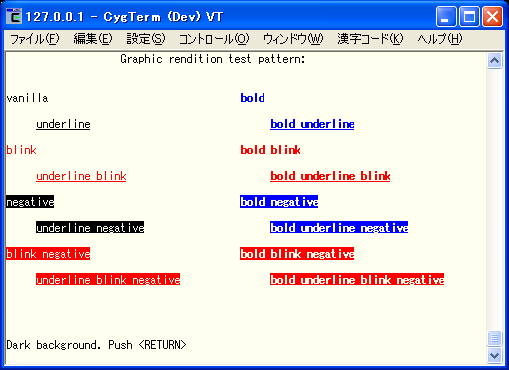 127.0.0.1 - CygTerm (Dev) VT
ファイル(F) 編集(E) 設定(S) コントロール(O) ウィンドウ(W) 漢字コード(K) ヘルプ(H)
Graphic rendition test pattern:
vanilla bold
underline bold underline
blink bold blink
underline blink bold underline blink
negative bold negative
underline negative bold underline negative
blink negative bold blink negative
underline blink negative bold underline blink negative
Dark background. Push <RETURN>